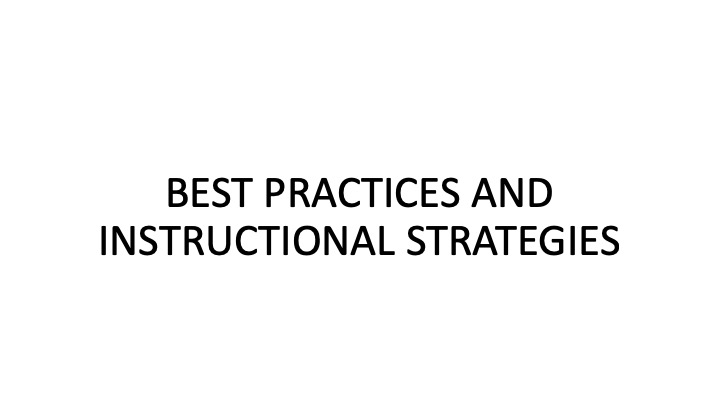 BEST PRACTICES AND
INSTRUCTIONAL STRATEGIES